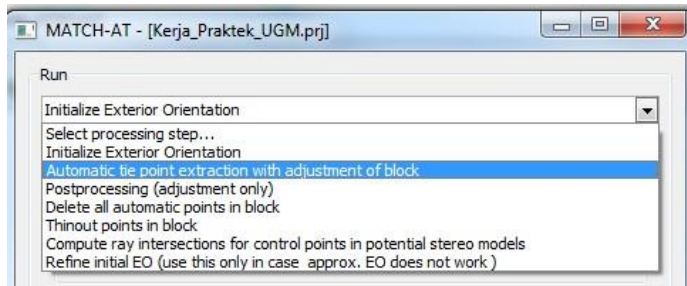 MATCH-AT - [Kerja_Praktek_UGM.prj]
Run
Initialize Exterior Orientation
Select processing step...
Initialize Exterior Orientation
Automatic tie point extraction with adjustment of block
Postprocessing (adjustment only)
Delete all automatic points in block
Thinout points in block
Compute ray intersections for control points in potential stereo models
Refine initial EO (use this only in case approx. EO does not work )